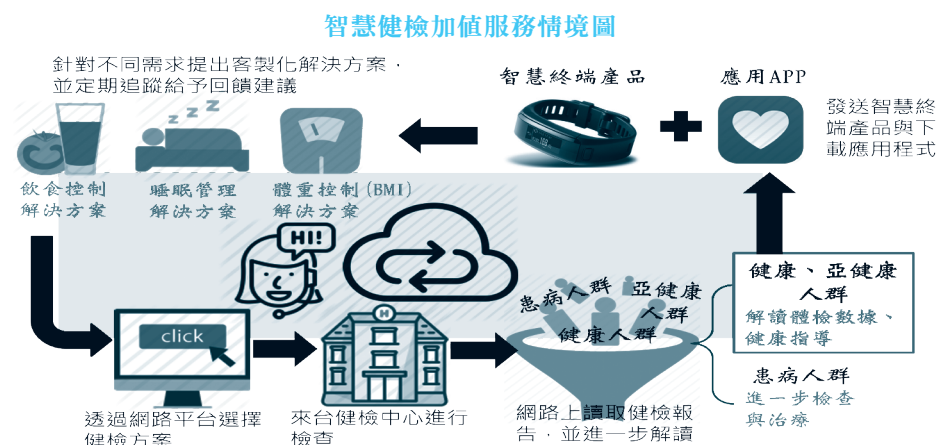 智慧健檢加值服務情境圖
針對不同需求提出客製化解決方案，
並定期追蹤給予回饋建議
智慧終端產品
應用APP
發送智慧終
端產品與下
載應用程式
飲食控制
解決方案
睡眠管理
解決方案
體重控制(BMI)
解決方案
HI!
click
H
透過網路平台選擇
健檢方案
來台健檢中心進行
檢查
患病人群
亞健康
人群
健康人群
網路上讀取健檢報
告，並進一步解讀
健康、亞健康
人群
解讀體檢數據、
健康指導
患病人群
進一步檢查
與治療